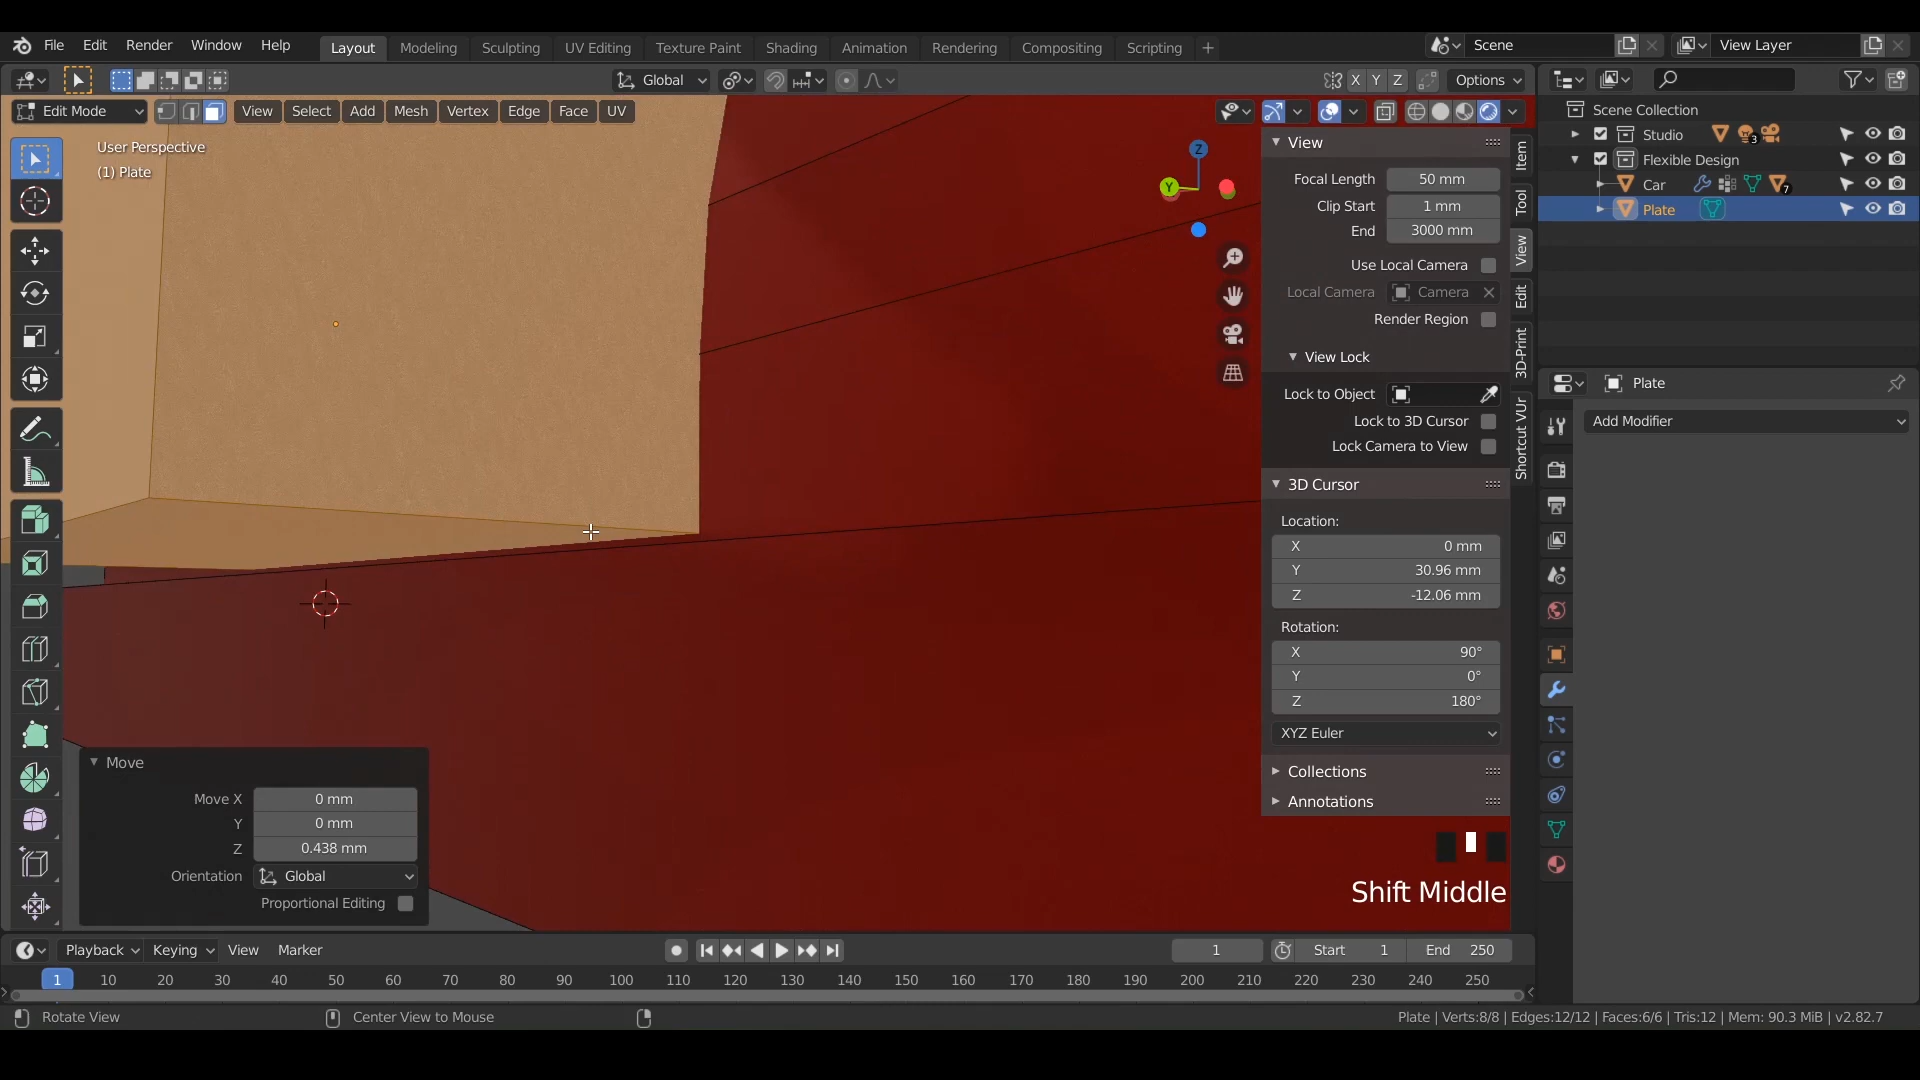 File Edit Render Window Help Layout Modeling Sculpting UV Editing Texture Paint Shading Animation Rendering Compositing Scripting + Scene View Layer
Global X Y Z Options
Edit Mode View Select Add Mesh Vertex Edge Face UV
User Perspective
(1) Plate
Z
Y
View
Focal Length 50 mm
Clip Start 1 mm
End 3000 mm
Use Local Camera
Local Camera Camera
Render Region
View Lock
Lock to Object
Lock to 3D Cursor
Lock Camera to View
3D Cursor
Location:
X 0 mm
Y 30.96 mm
Z -12.06 mm
Rotation:
X 90°
Y 0°
Z 180°
XYZ Euler
Collections
Annotations
Item
Tool
View
Edit
3D-Print
Shortcut VUr
Scene Collection
Studio 3
Flexible Design
Car 7
Plate
Plate
Add Modifier
Move
Move X 0 mm
Y 0 mm
Z 0.438 mm
Orientation Global
Proportional Editing
Shift Middle
Playback Keying View Marker 1 Start 1 End 250
1 10 20 30 40 50 60 70 80 90 100 110 120 130 140 150 160 170 180 190 200 210 220 230 240 250
Rotate View Center View to Mouse Plate | Verts:8/8 | Edges:12/12 | Faces:6/6 | Tris:12 | Mem: 90.3 MiB | v2.82.7